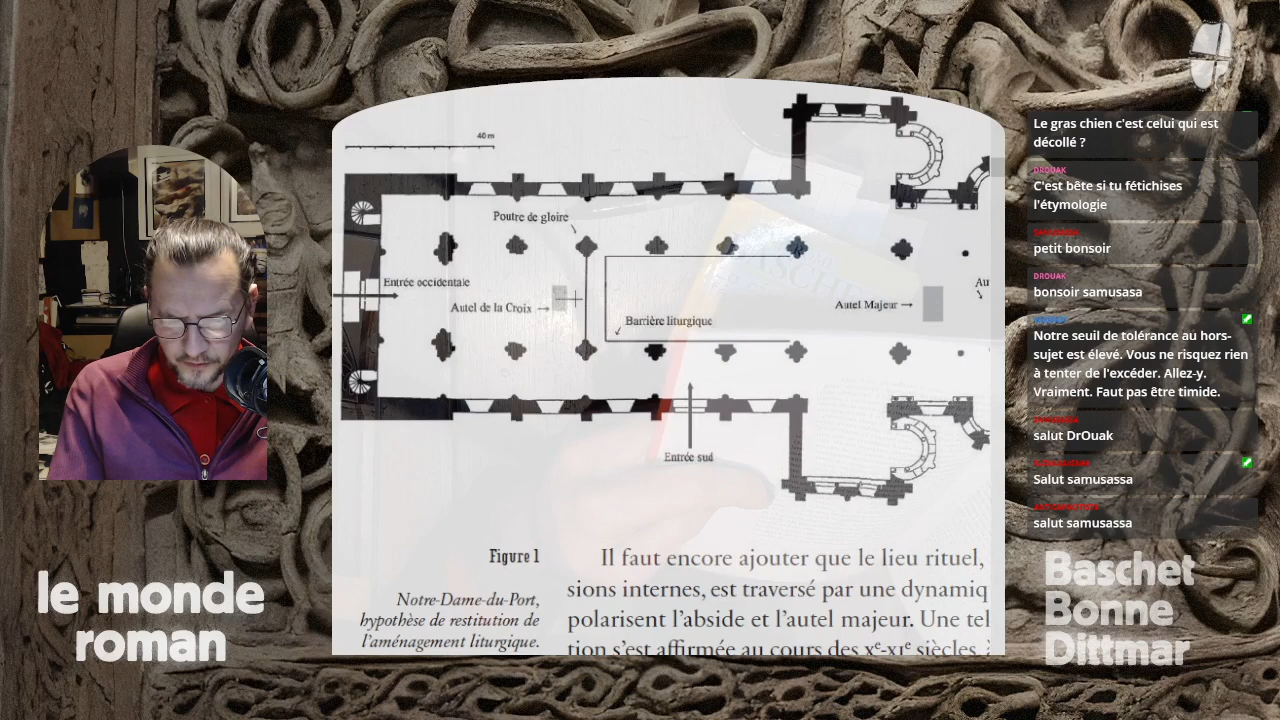 le monde
roman
40 m
Poutre de gloire
Entrée occidentale
Autel de la Croix →
Barrière liturgique
Autel Majeur →
Au
Entrée sud
Figure 1
Notre-Dame-du-Port,
hypothèse de restitution de
l'aménagement liturgique.
Il faut encore ajouter que le lieu rituel,
sions internes, est traversé par une dynamiq
polarisent l'abside et l'autel majeur. Une tel
tion s'est affirmée au cours des xe-xie siècles,
Le gras chien c'est celui qui est
décollé ?
DROUAK
C'est bête si tu fétichises
l'étymologie
petit bonsoir
DROUAK
bonsoir samusasa
Notre seuil de tolérance au hors-
sujet est élevé. Vous ne risquez rien
à tenter de l'excéder. Allez-y.
Vraiment. Faut pas être timide.
salut DrOuak
Salut samusassa
salut samusassa
Baschet
Bonne
Dittmar